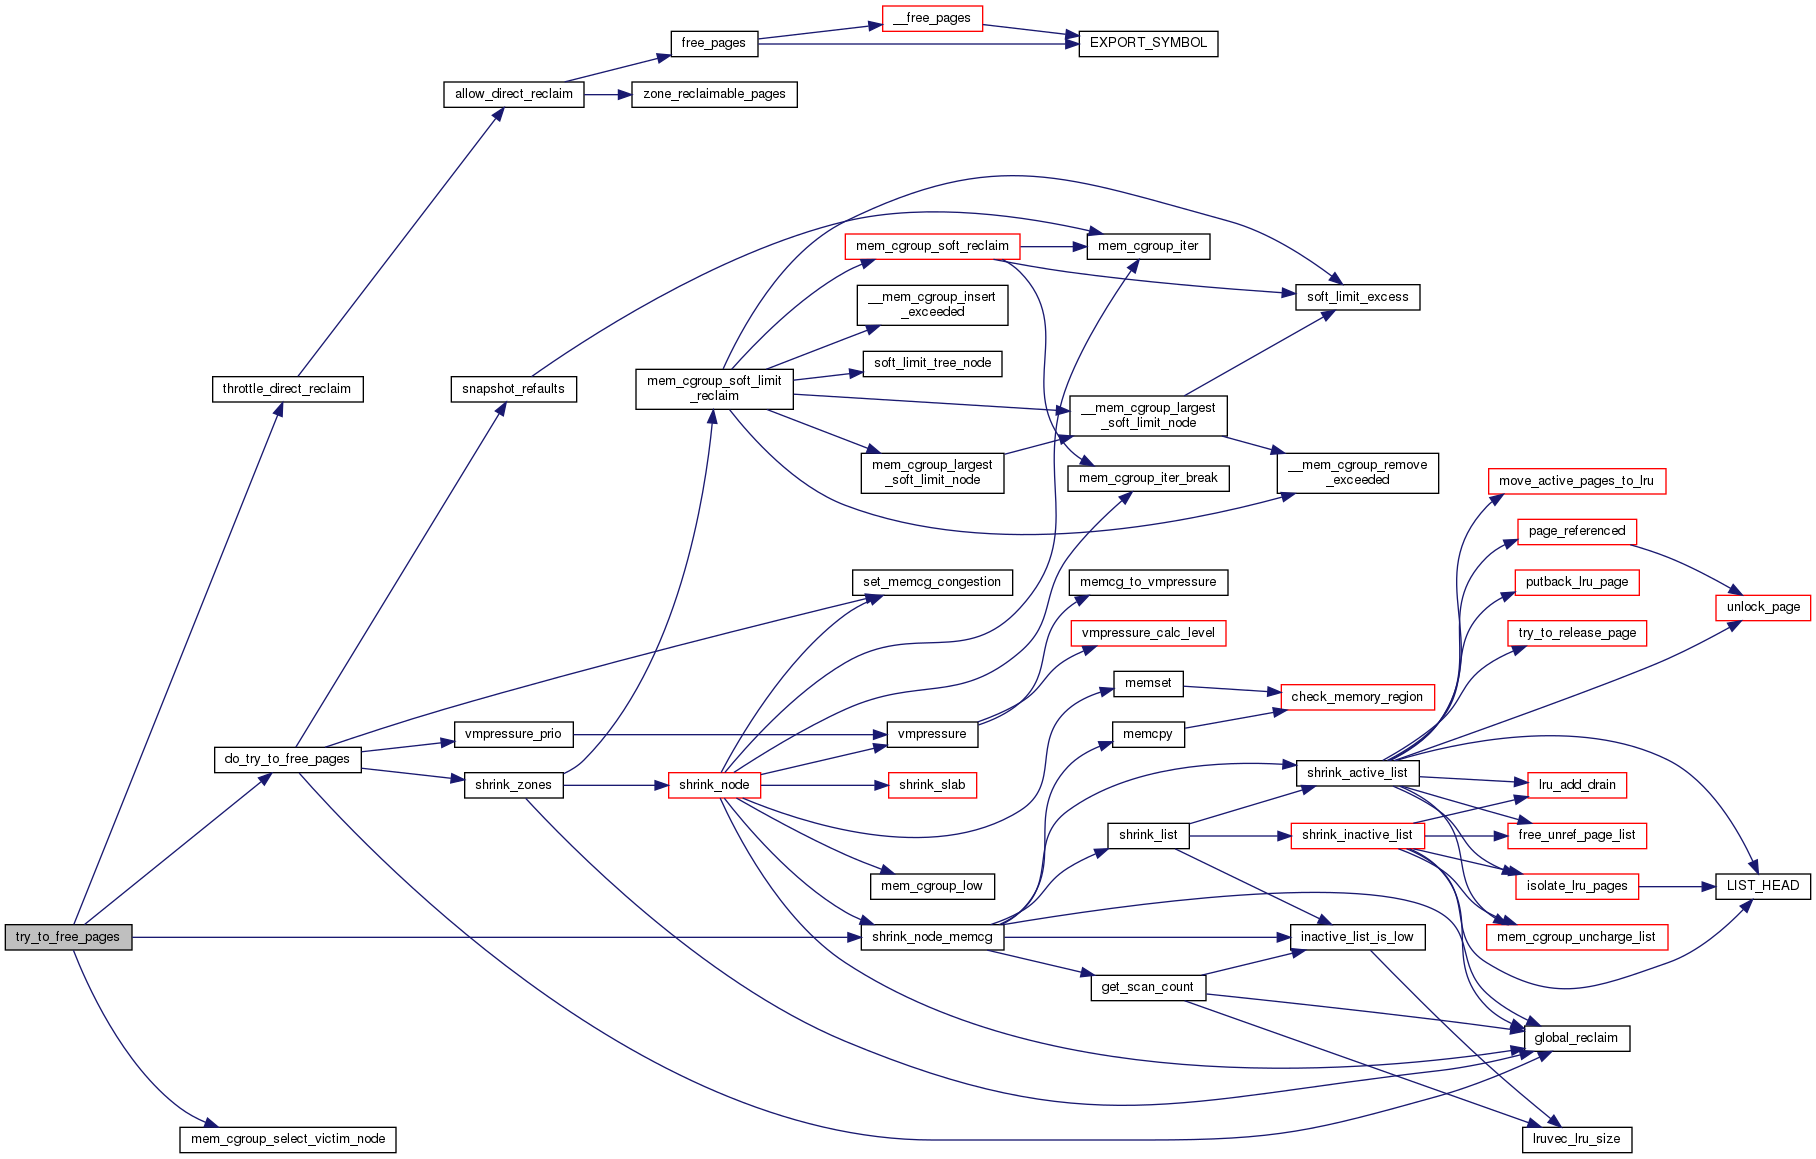 __free_pages
free_pages
EXPORT_SYMBOL
allow_direct_reclaim
zone_reclaimable_pages
mem_cgroup_soft_reclaim
mem_cgroup_iter
__mem_cgroup_insert
_exceeded
soft_limit_excess
soft_limit_tree_node
throttle_direct_reclaim
snapshot_refaults
mem_cgroup_soft_limit
_reclaim
__mem_cgroup_largest
_soft_limit_node
mem_cgroup_largest
_soft_limit_node
mem_cgroup_iter_break
__mem_cgroup_remove
_exceeded
move_active_pages_to_lru
page_referenced
set_memcg_congestion
memcg_to_vmpressure
putback_lru_page
unlock_page
vmpressure_calc_level
try_to_release_page
memset
check_memory_region
vmpressure_prio
vmpressure
memcpy
do_try_to_free_pages
shrink_zones
shrink_node
shrink_slab
shrink_active_list
lru_add_drain
shrink_list
shrink_inactive_list
free_unref_page_list
mem_cgroup_low
isolate_lru_pages
LIST_HEAD
try_to_free_pages
shrink_node_memcg
inactive_list_is_low
mem_cgroup_uncharge_list
get_scan_count
global_reclaim
mem_cgroup_select_victim_node
lruvec_lru_size